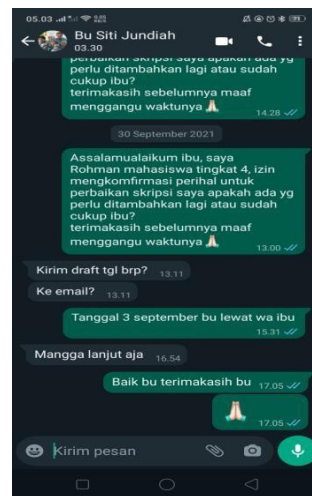 05.03
Bu Siti Jundiah
03.30
perbaikan skripsi saya apakah ada yg
perlu ditambahkan lagi atau sudah
cukup ibu?
terimakasih sebelumnya maaf
menggangu waktunya 🙏🏻
14.28
30 September 2021
Assalamualaikum ibu, saya
Rohman mahasiswa tingkat 4, izin
mengkomfirmasi perihal untuk
perbaikan skripsi saya apakah ada yg
perlu ditambahkan lagi atau sudah
cukup ibu?
terimakasih sebelumnya maaf
menggangu waktunya 🙏🏻
13.00
Kirim draft tgl brp? 13.11
Ke email? 13.11
Tanggal 3 september bu lewat wa ibu
15.31
Mangga lanjut aja 16.54
Baik bu terimakasih bu 17.05
🙏🏻
17.05
Kirim pesan